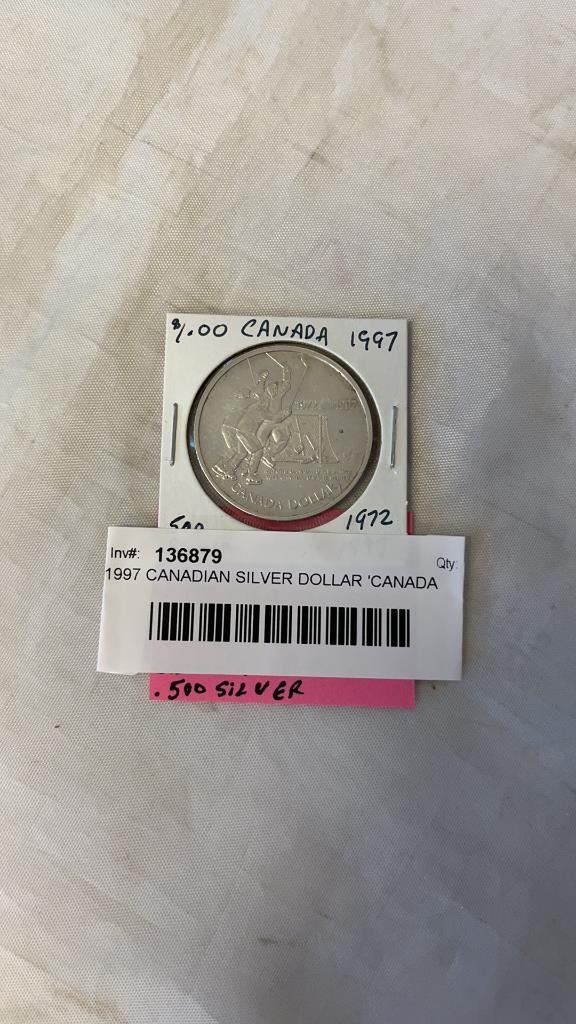 $1.00 CANADA 1997
1972 1997
CANADA DOLLAR
1972
Inv#: 136879 Qty:
1997 CANADIAN SILVER DOLLAR 'CANADA
.500 SILVER